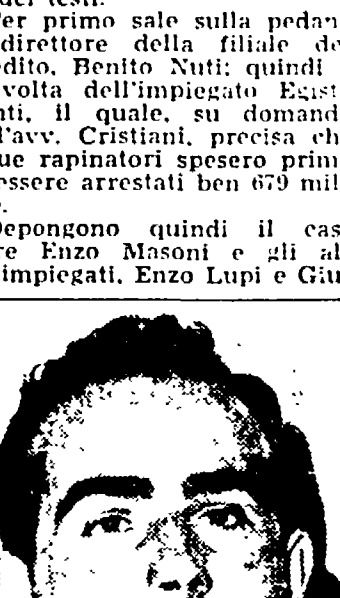 dei testi.
Per primo sale sulla pedan
direttore della filiale de
edito, Benito Nuti; quindi
volta dell'impiegato Egist
nti, il quale, su domand
l'avv. Cristiani, precisa ch
ue rapinatori spesero prim
essere arrestati ben 679 mil
e.
Depongono quindi il cas
re Enzo Masoni e gli al
impiegati, Enzo Lupi e Giu